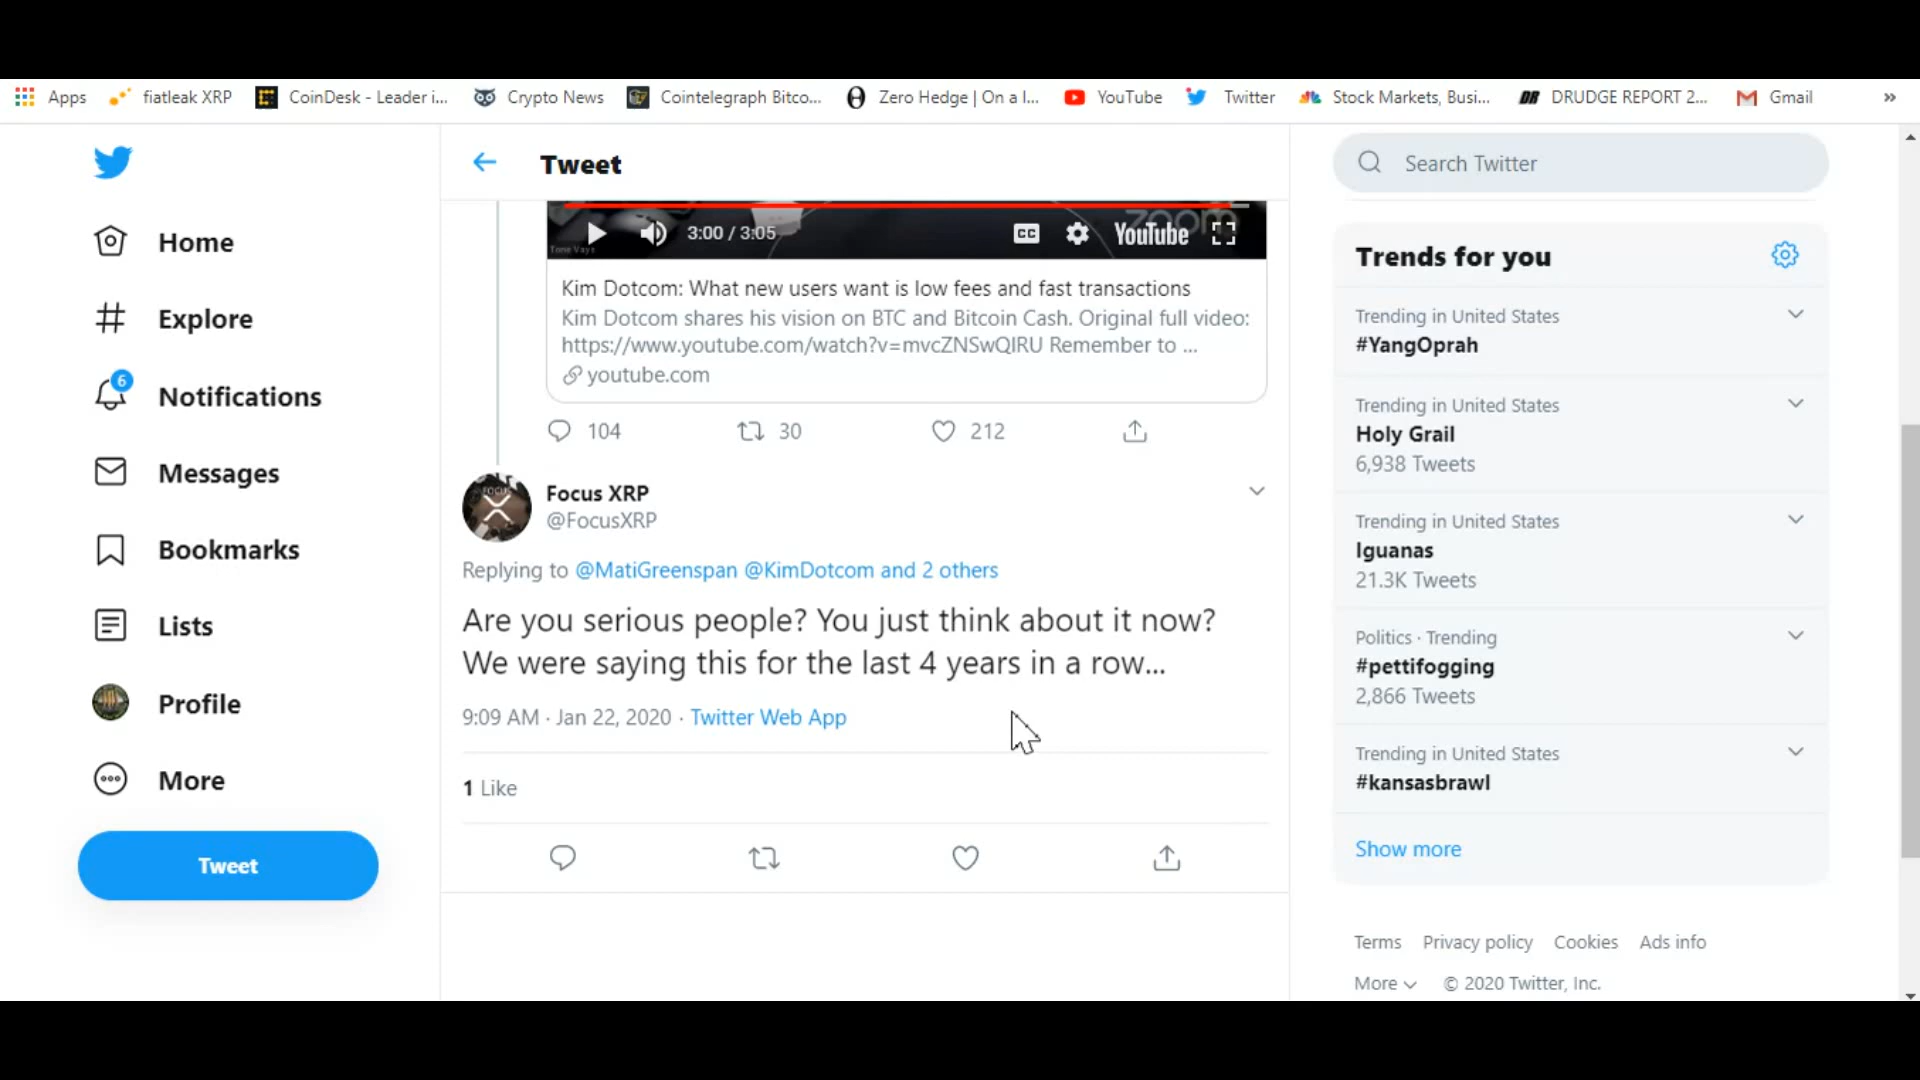 Apps
fiatleak XRP
CoinDesk - Leader i...
Crypto News
Cointelegraph Bitco...
Zero Hedge | On a l...
YouTube
Twitter
Stock Markets, Busi...
DR
DRUDGE REPORT 2...
Gmail
»
Home
Explore
6
Notifications
Messages
Bookmarks
Lists
Profile
More
Tweet
Tweet
zoom
3:00 / 3:05
CC
YouTube
Tone Vays
Kim Dotcom: What new users want is low fees and fast transactions
Kim Dotcom shares his vision on BTC and Bitcoin Cash. Original full video:
https://www.youtube.com/watch?v=mvcZNSwQIRU Remember to ...
youtube.com
104
30
212
FOCUS
Focus XRP
@FocusXRP
Replying to @MatiGreenspan @KimDotcom and 2 others
Are you serious people? You just think about it now?
We were saying this for the last 4 years in a row...
9:09 AM · Jan 22, 2020 · Twitter Web App
1 Like
Search Twitter
Trends for you
Trending in United States
#YangOprah
Trending in United States
Holy Grail
6,938 Tweets
Trending in United States
Iguanas
21.3K Tweets
Politics · Trending
#pettifogging
2,866 Tweets
Trending in United States
#kansasbrawl
Show more
Terms Privacy policy Cookies Ads info
More © 2020 Twitter, Inc.